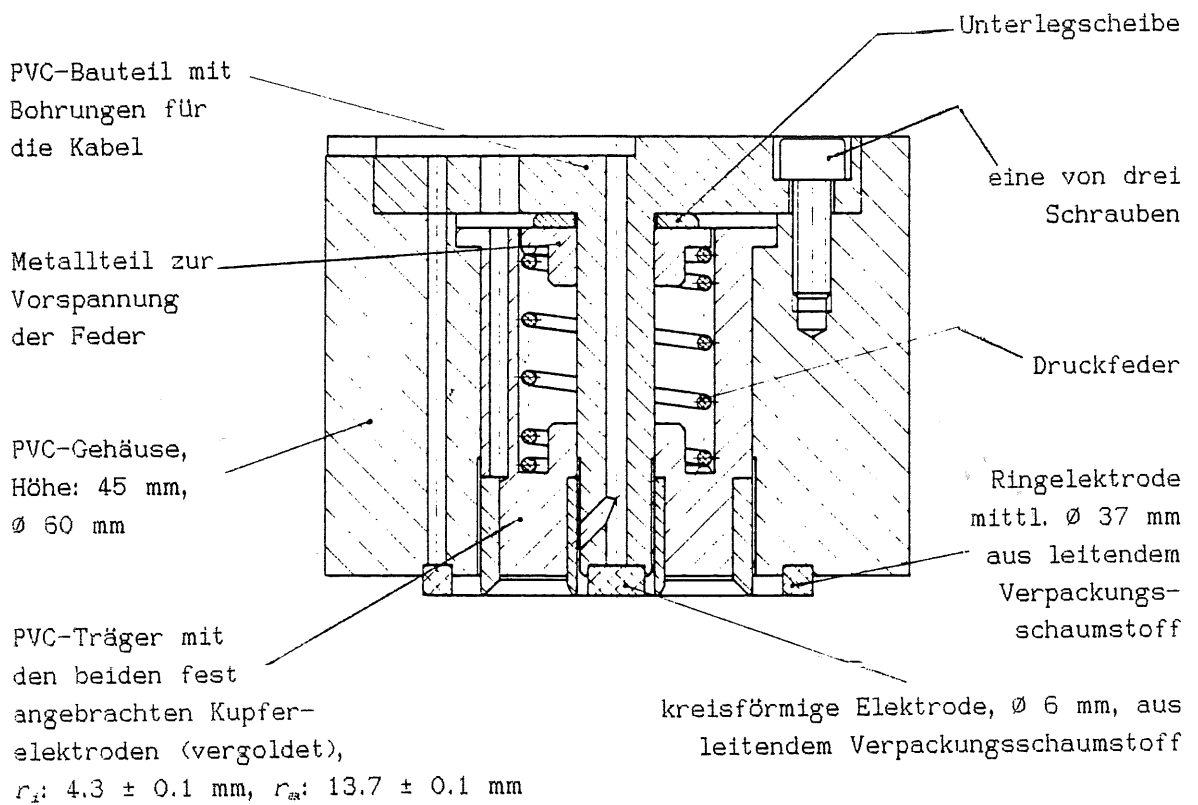 Unterlegscheibe
PVC-Bauteil mit
Bohrungen für
die Kabel
eine von drei
Schrauben
Metallteil zur
Vorspannung
der Feder
Druckfeder
PVC-Gehäuse,
Höhe: 45 mm,
Ø 60 mm
Ringelektrode
mittl. Ø 37 mm
aus leitendem
Verpackungs-
schaumstoff
PVC-Träger mit
den beiden fest
angebrachten Kupfer-
elektroden (vergoldet),
r_i: 4.3 ± 0.1 mm, r_a: 13.7 ± 0.1 mm
kreisförmige Elektrode, Ø 6 mm, aus
leitendem Verpackungsschaumstoff